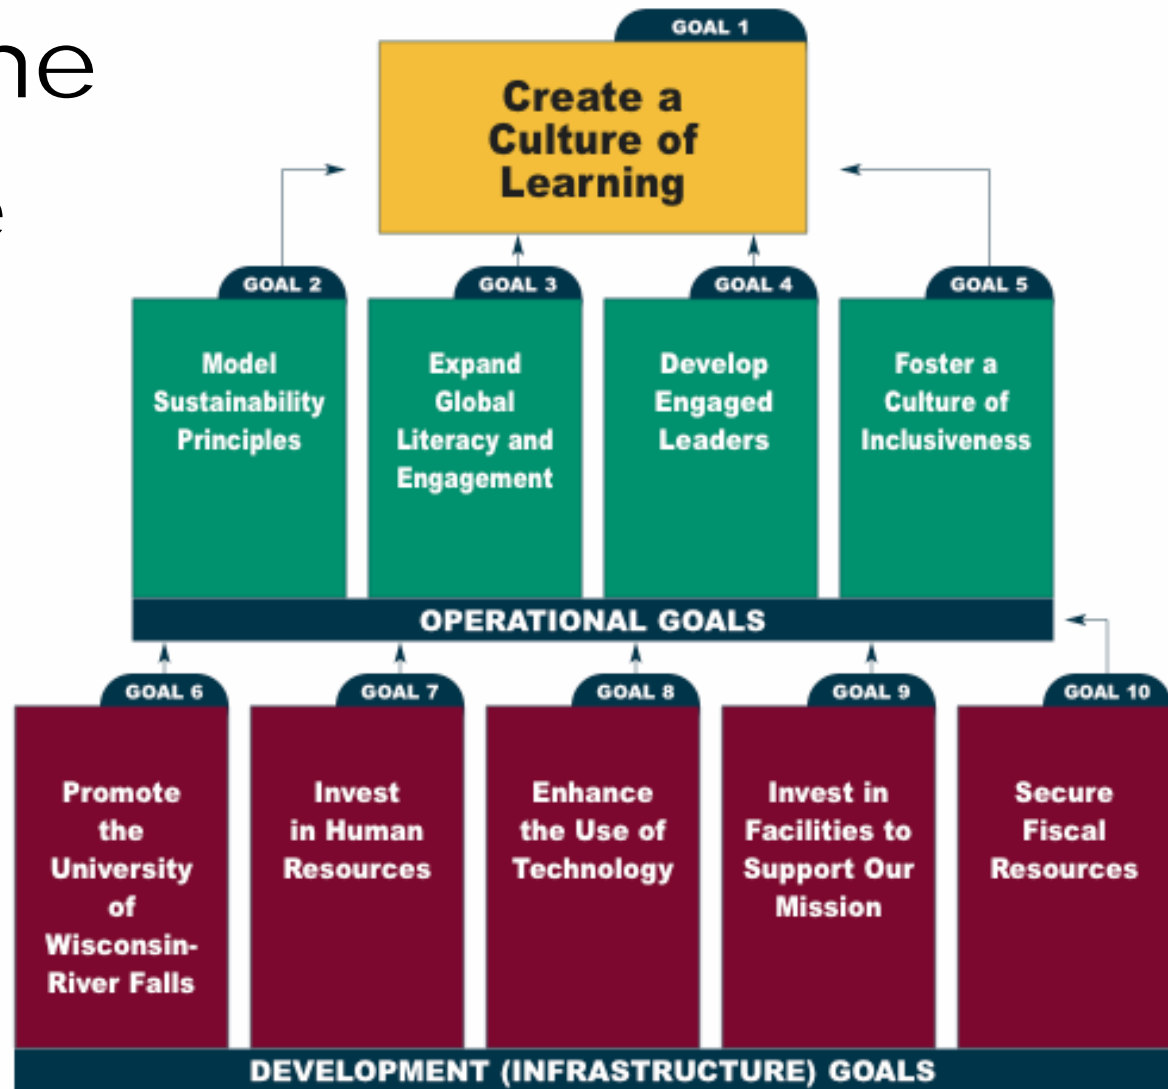 ne
e
GOAL 1
Create a
Culture of
Learning
GOAL 2
Model
Sustainability
Principles
GOAL 3
Expand
Global
Literacy and
Engagement
GOAL 4
Develop
Engaged
Leaders
GOAL 5
Foster a
Culture of
Inclusiveness
OPERATIONAL GOALS
GOAL 6
Promote
the
University
of
Wisconsin-
River Falls
GOAL 7
Invest
in Human
Resources
GOAL 8
Enhance
the Use of
Technology
GOAL 9
Invest in
Facilities to
Support Our
Mission
GOAL 10
Secure
Fiscal
Resources
DEVELOPMENT (INFRASTRUCTURE) GOALS